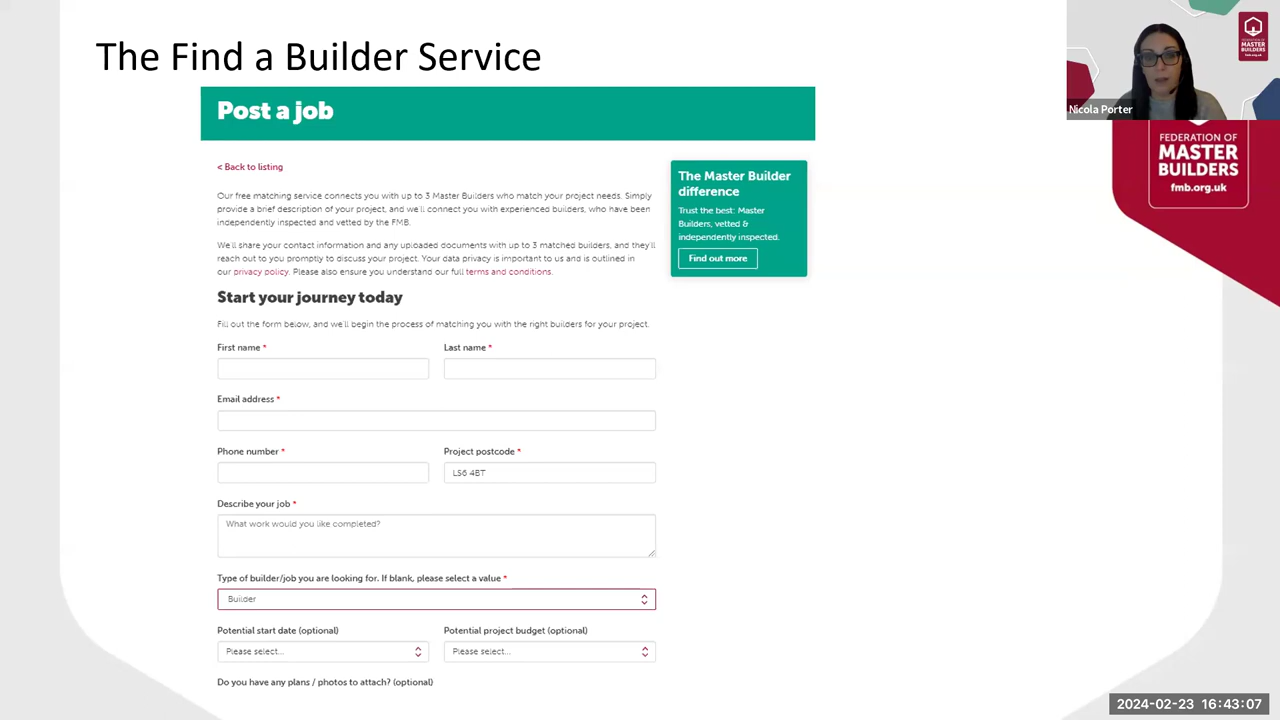 The Find a Builder Service
Post a job
< Back to listing
Our free matching service connects you with up to 3 Master Builders who match your project needs. Simply
provide a brief description of your project, and we'll connect you with experienced builders, who have been
independently inspected and vetted by the FMB.
We'll share your contact information and any uploaded documents with up to 3 matched builders, and they'll
reach out to you promptly to discuss your project. Your data privacy is important to us and is outlined in
our privacy policy. Please also ensure you understand our full terms and conditions.
Start your journey today
Fill out the form below, and we'll begin the process of matching you with the right builders for your project.
First name *
Last name *
Email address *
Phone number *
Project postcode *
LS6 4BT
Describe your job *
What work would you like completed?
Type of builder/job you are looking for. If blank, please select a value *
Builder
Potential start date (optional)
Potential project budget (optional)
Please select...
Please select...
Do you have any plans / photos to attach? (optional)
The Master Builder
difference
Trust the best: Master
Builders, vetted &
independently inspected.
Find out more
FEDERATION OF
MASTER
BUILDERS
fmb.org.uk
Nicola Porter
FEDERATION OF
MASTER
BUILDERS
fmb.org.uk
2024-02-23 16:43:07